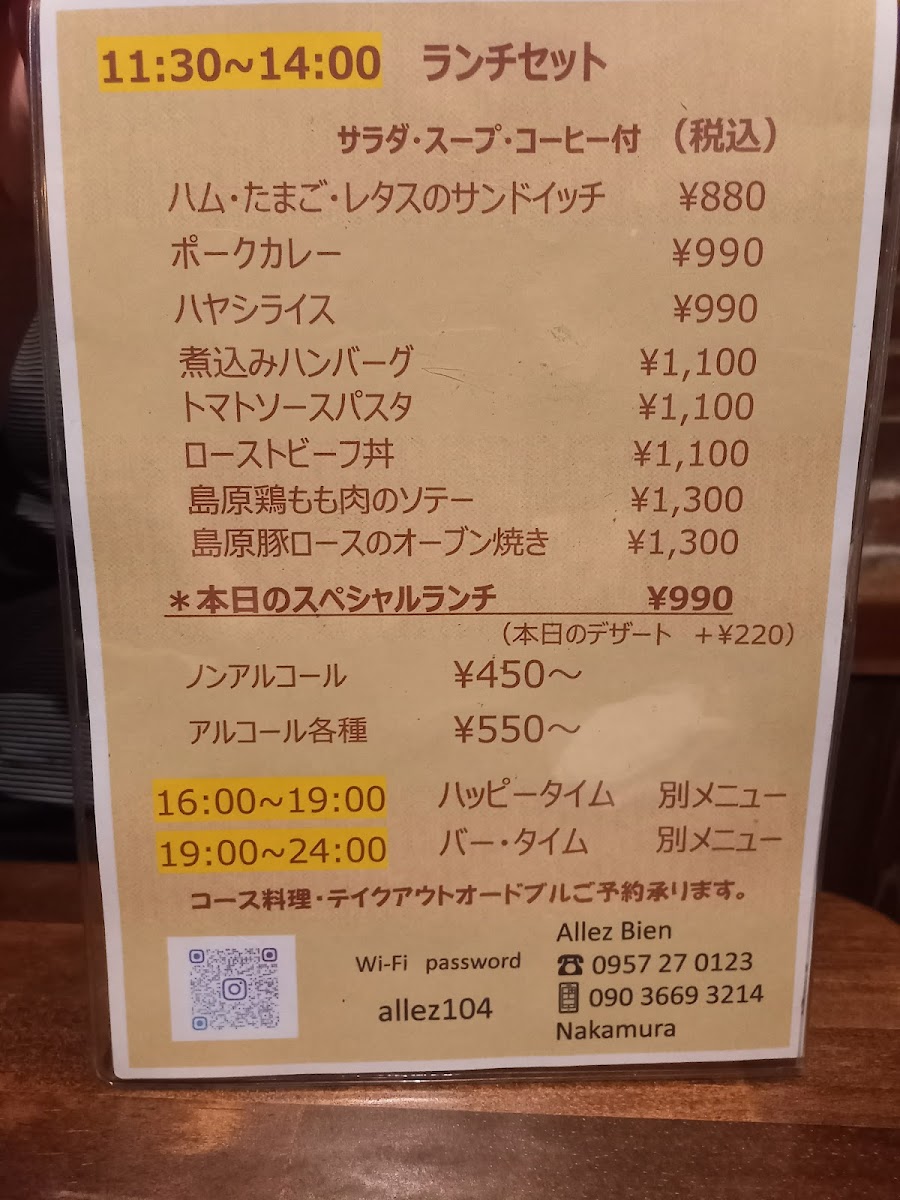 11:30~14:00 ランチセット
サラダ・スープ・コーヒー付 (税込)
ハム・たまご・レタスのサンドイッチ ¥880
ポークカレー ¥990
ハヤシライス ¥990
煮込みハンバーグ ¥1,100
トマトソースパスタ ¥1,100
ローストビーフ丼 ¥1,100
島原鶏もも肉のソテー ¥1,300
島原豚ロースのオーブン焼き ¥1,300
＊本日のスペシャルランチ ¥990
(本日のデザート +¥220)
ノンアルコール ¥450～
アルコール各種 ¥550～
16:00~19:00 ハッピータイム 別メニュー
19:00~24:00 バー・タイム 別メニュー
コース料理・テイクアウトオードブルご予約承ります。
Wi-Fi password
allez104
Allez Bien
☎ 0957 27 0123
090 3669 3214
Nakamura